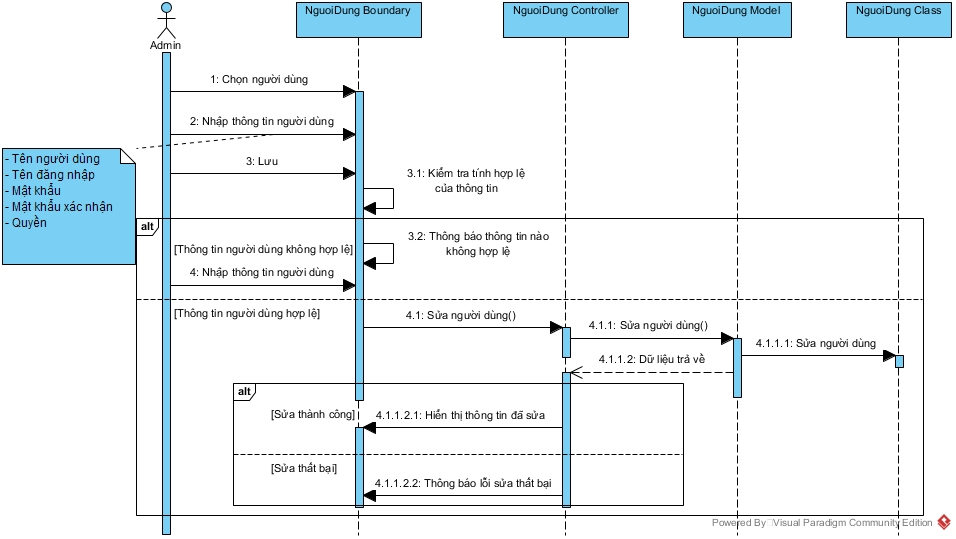 NguoiDung Boundary
NguoiDung Controller
NguoiDung Model
NguoiDung Class
Admin
1: Chọn người dùng
2: Nhập thông tin người dùng
- Tên người dùng
- Tên đăng nhập
- Mật khẩu
- Mật khẩu xác nhận
- Quyền
3: Lưu
3.1: Kiểm tra tính hợp lệ
của thông tin
alt
3.2: Thông báo thông tin nào
không hợp lệ
[Thông tin người dùng không hợp lệ]
4: Nhập thông tin người dùng
[Thông tin người dùng hợp lệ]
4.1: Sửa người dùng()
4.1.1: Sửa người dùng()
4.1.1.1: Sửa người dùng
4.1.1.2: Dữ liệu trả về
alt
[Sửa thành công]
4.1.1.2.1: Hiển thị thông tin đã sửa
[Sửa thất bại]
4.1.1.2.2: Thông báo lỗi sửa thất bại
Powered By Visual Paradigm Community Edition